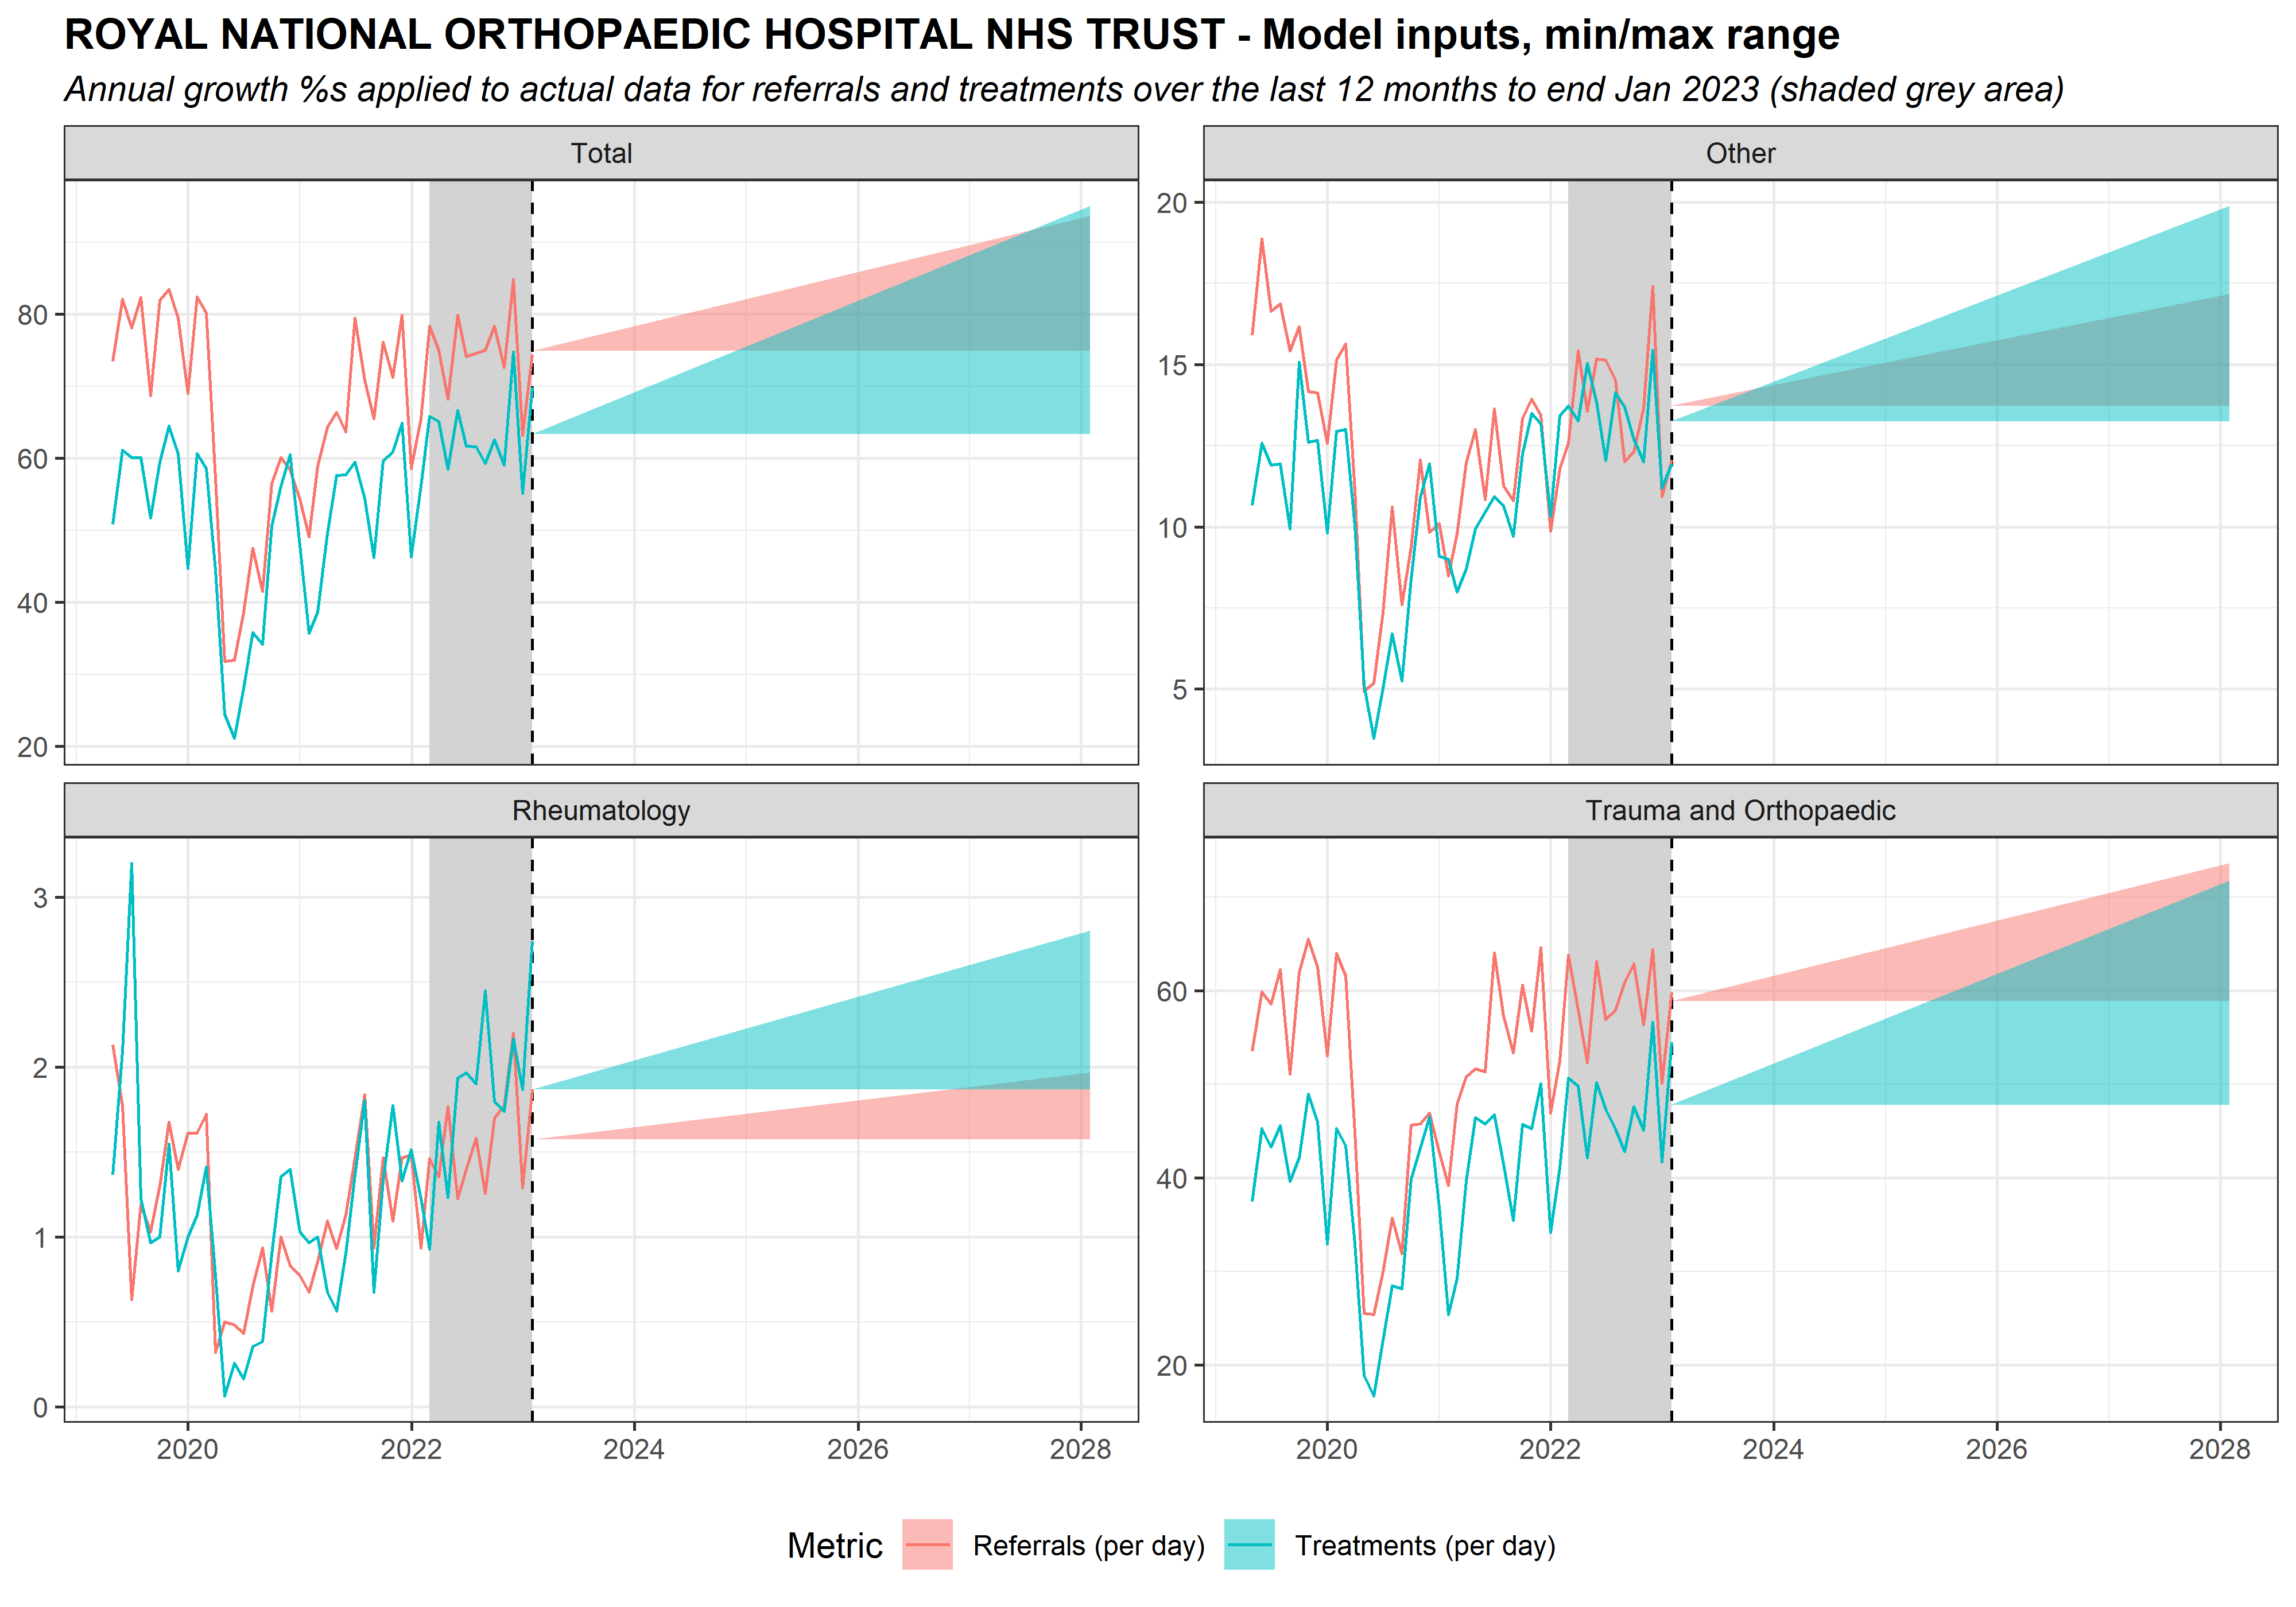 ROYAL NATIONAL ORTHOPAEDIC HOSPITAL NHS TRUST - Model inputs, min/max range
Annual growth %s applied to actual data for referrals and treatments over the last 12 months to end Jan 2023 (shaded grey area)
Total
80
60
40
20
Other
20
15
10
5
Rheumatology
3
2
1
0
2020 2022 2024 2026 2028
Trauma and Orthopaedic
60
40
20
2020 2022 2024 2026 2028
Metric Referrals (per day) Treatments (per day)